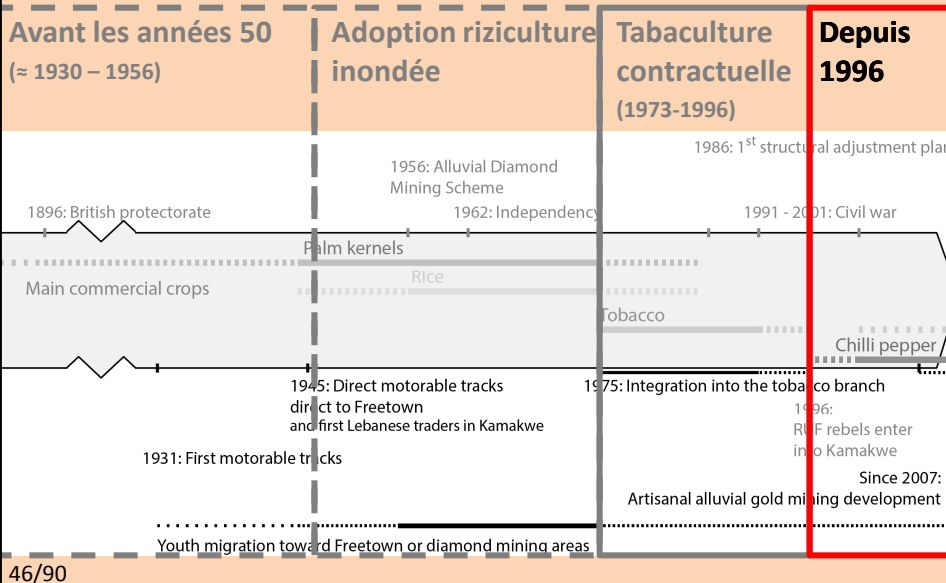 Avant les années 50
(≈ 1930 – 1956)
Adoption riziculture
inondée
Tabaculture
contractuelle
(1973-1996)
Depuis
1996
1986: 1st structural adjustment plan
1956: Alluvial Diamond
Mining Scheme
1896: British protectorate
1962: Independency
1991 - 2001: Civil war
Palm kernels
RIce
Main commercial crops
Tobacco
Chilli pepper
1945: Direct motorable tracks
direct to Freetown
and first Lebanese traders in Kamakwe
1975: Integration into the tobacco branch
1996:
RUF rebels enter
into Kamakwe
1931: First motorable tracks
Since 2007:
Artisanal alluvial gold mining development
Youth migration toward Freetown or diamond mining areas
46/90